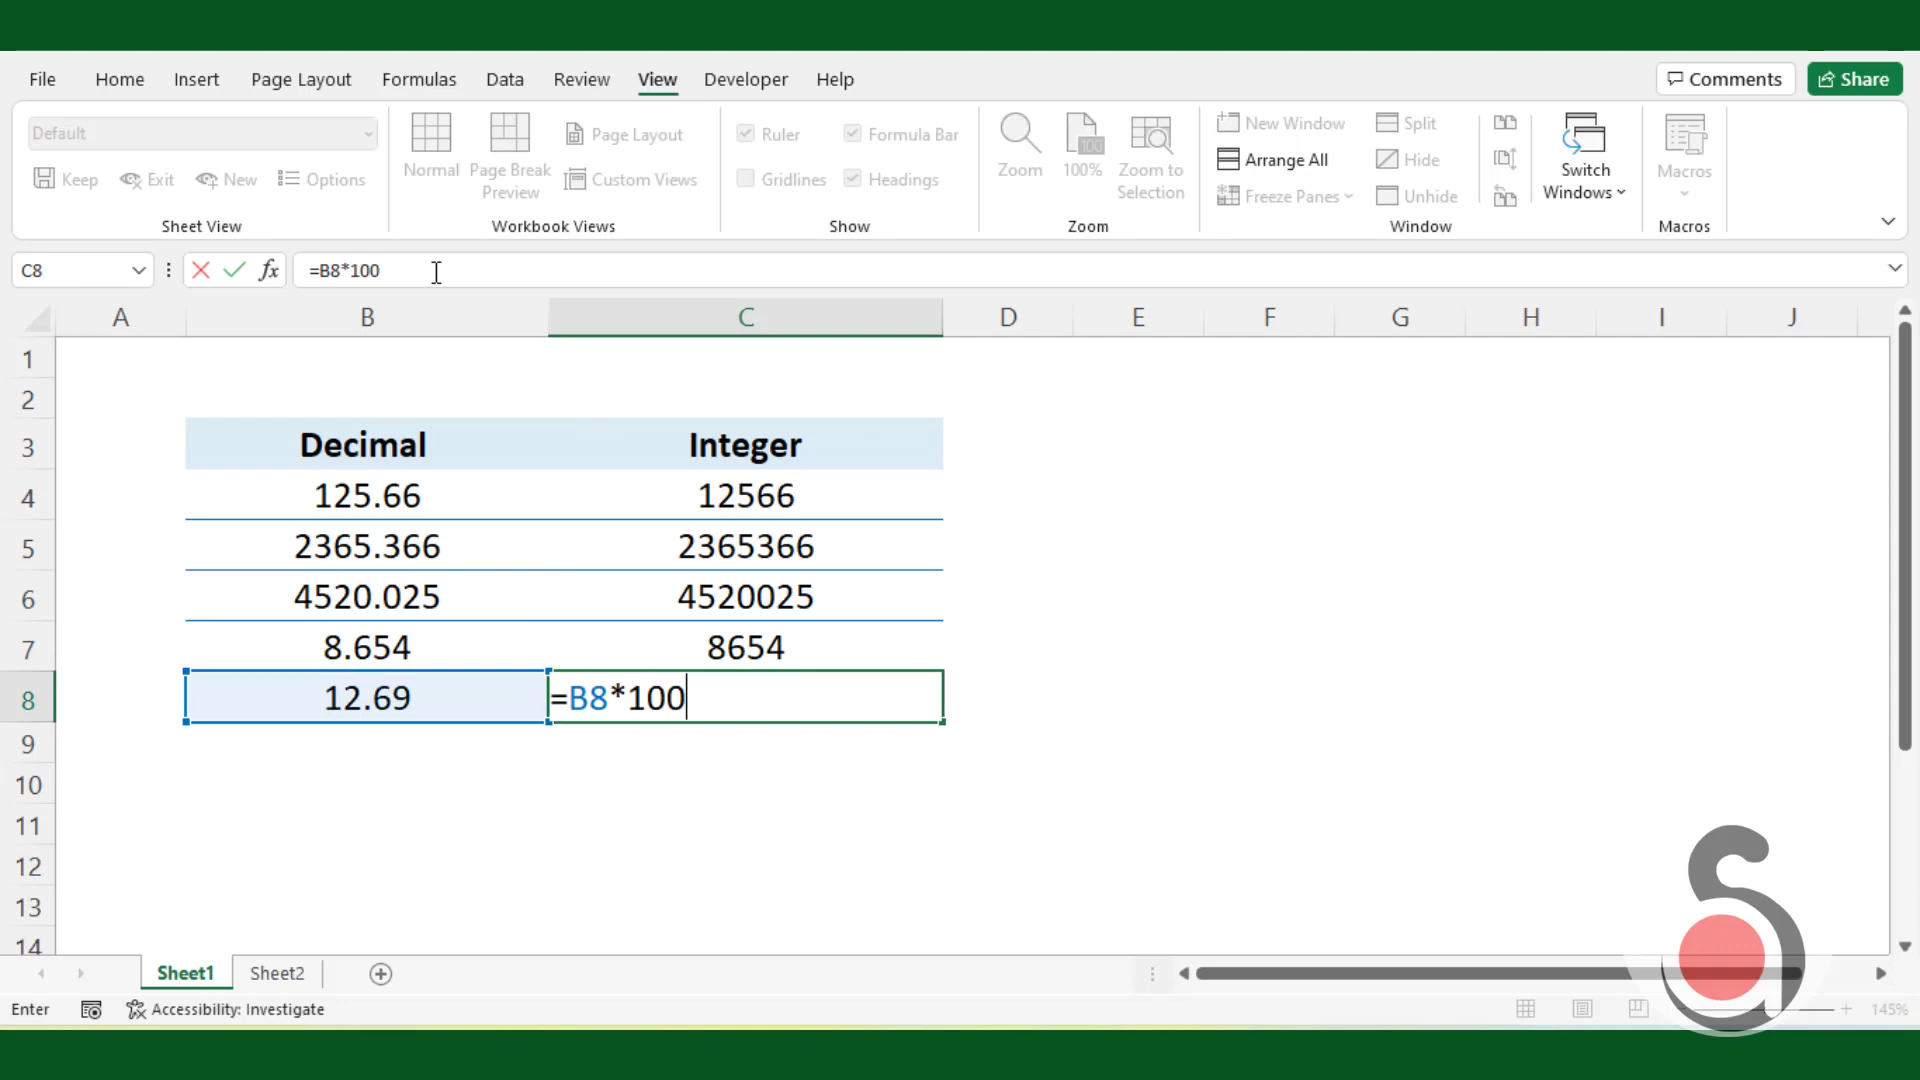 File Home Insert Page Layout Formulas Data Review View Developer Help Comments Share
Default
Keep Exit New Options
Sheet View
Normal Page Break Preview Page Layout Custom Views
Workbook Views
Ruler Formula Bar
Gridlines Headings
Show
Zoom 100% Zoom to Selection
Zoom
New Window Split
Arrange All Hide
Freeze Panes Unhide
Switch Windows
Window
Macros
Macros
C8 fx =B8*100
A B C D E F G H I J
1
2
3 Decimal Integer
4 125.66 12566
5 2365.366 2365366
6 4520.025 4520025
7 8.654 8654
8 12.69 =B8*100
9
10
11
12
13
14
Sheet1 Sheet2
Enter Accessibility: Investigate 145%